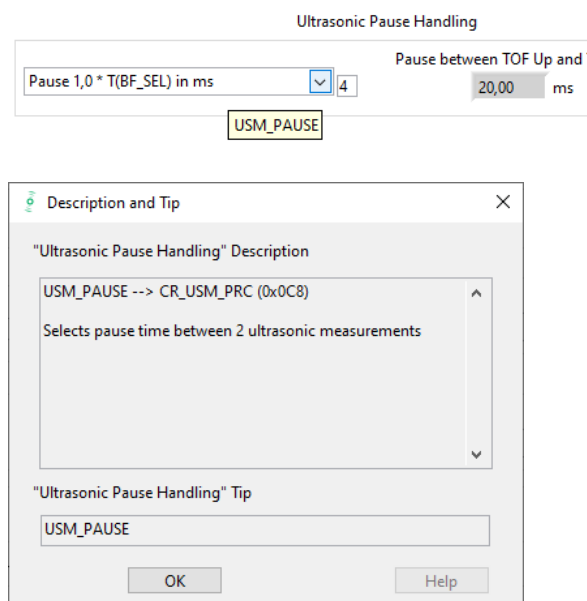 Ultrasonic Pause Handling
Pause between TOF Up and
Pause 1,0 * T(BF_SEL) in ms
4
20,00 ms
USM_PAUSE
Description and Tip
"Ultrasonic Pause Handling" Description
USM_PAUSE --> CR_USM_PRC (0x0C8)
Selects pause time between 2 ultrasonic measurements
"Ultrasonic Pause Handling" Tip
USM_PAUSE
OK
Help